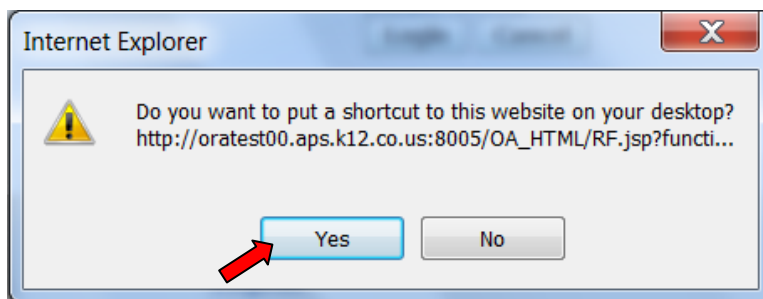 Internet Explorer
Do you want to put a shortcut to this website on your desktop?
http://oratest00.aps.k12.co.us:8005/OA_HTML/RF.jsp?functi...
Yes
No